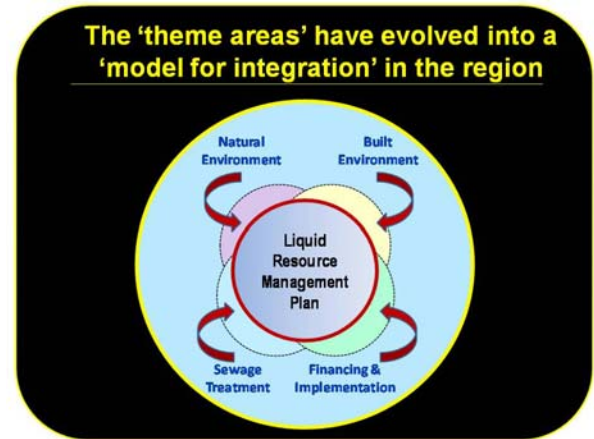 The ‘theme areas’ have evolved into a
‘model for integration’ in the region
Natural
Environment
Built
Environment
Liquid
Resource
Management
Plan
Sewage
Treatment
Financing &
Implementation